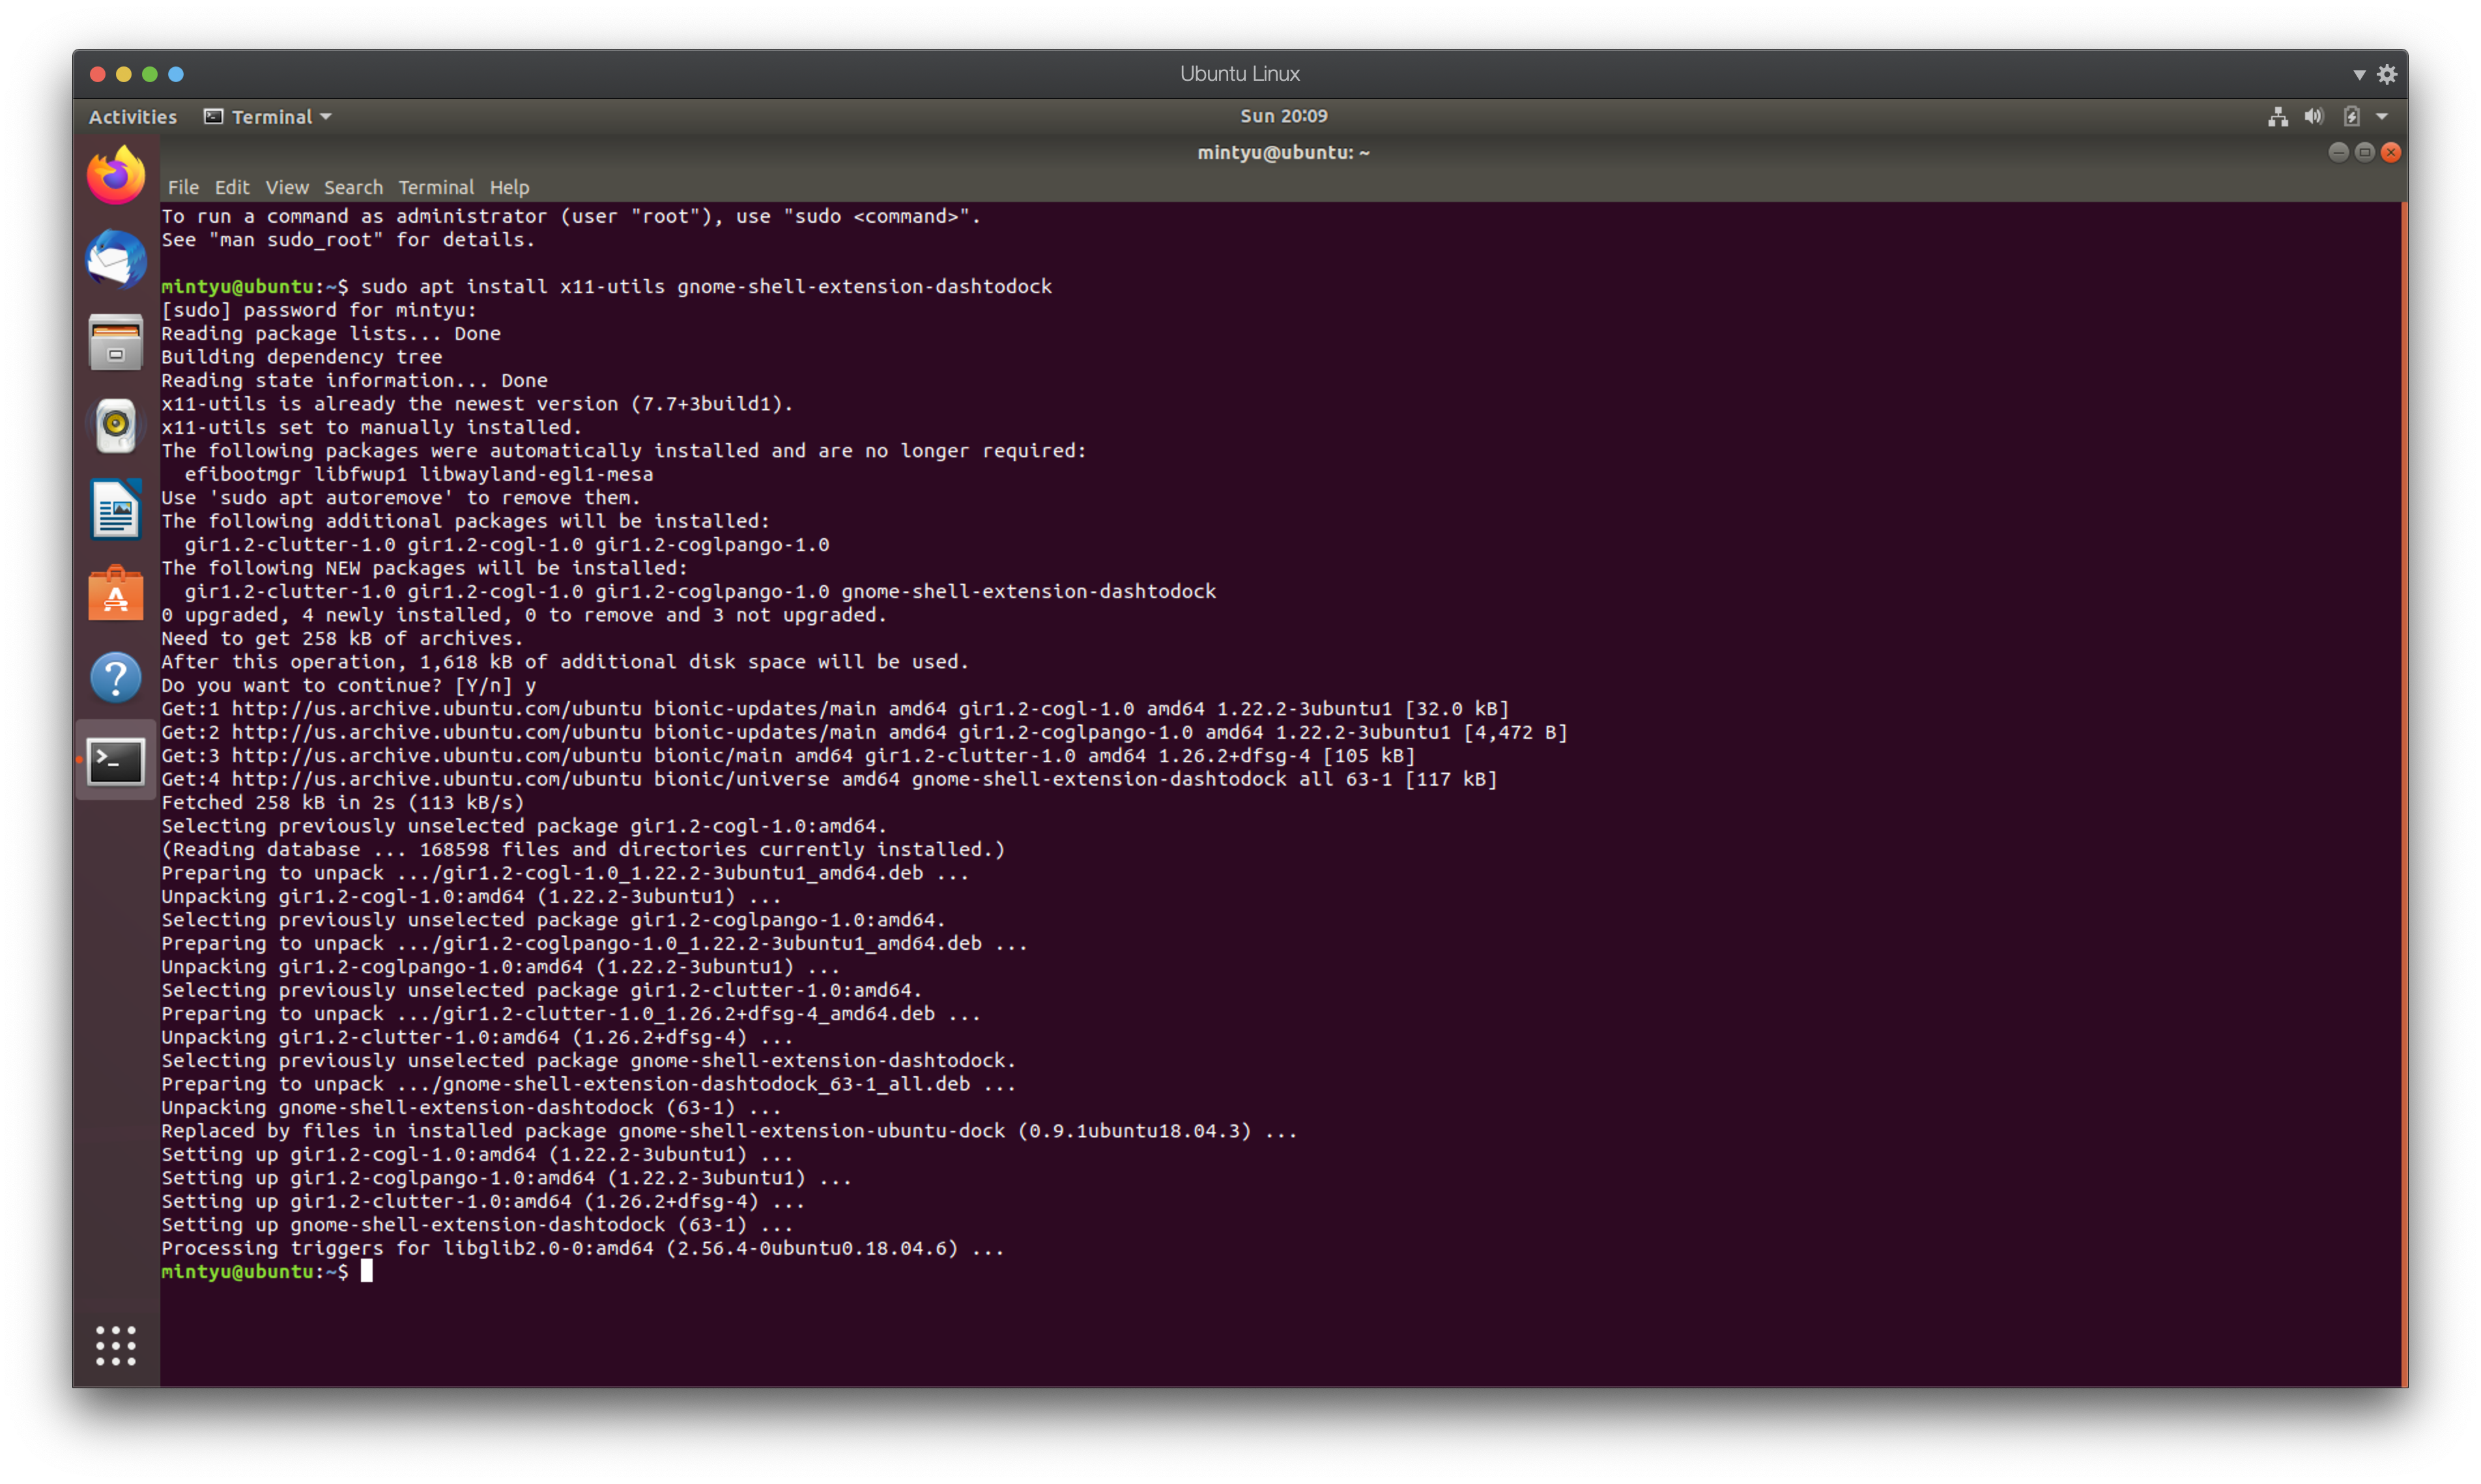 Ubuntu Linux
Activities Terminal Sun 20:09
mintyu@ubuntu: ~
File Edit View Search Terminal Help
To run a command as administrator (user "root"), use "sudo <command>".
See "man sudo_root" for details.
mintyu@ubuntu:~$ sudo apt install x11-utils gnome-shell-extension-dashtodock
[sudo] password for mintyu:
Reading package lists... Done
Building dependency tree
Reading state information... Done
x11-utils is already the newest version (7.7+3build1).
x11-utils set to manually installed.
The following packages were automatically installed and are no longer required:
  efibootmgr libfwup1 libwayland-egl1-mesa
Use 'sudo apt autoremove' to remove them.
The following additional packages will be installed:
  gir1.2-clutter-1.0 gir1.2-cogl-1.0 gir1.2-coglpango-1.0
The following NEW packages will be installed:
  gir1.2-clutter-1.0 gir1.2-cogl-1.0 gir1.2-coglpango-1.0 gnome-shell-extension-dashtodock
0 upgraded, 4 newly installed, 0 to remove and 3 not upgraded.
Need to get 258 kB of archives.
After this operation, 1,618 kB of additional disk space will be used.
Do you want to continue? [Y/n] y
Get:1 http://us.archive.ubuntu.com/ubuntu bionic-updates/main amd64 gir1.2-cogl-1.0 amd64 1.22.2-3ubuntu1 [32.0 kB]
Get:2 http://us.archive.ubuntu.com/ubuntu bionic-updates/main amd64 gir1.2-coglpango-1.0 amd64 1.22.2-3ubuntu1 [4,472 B]
Get:3 http://us.archive.ubuntu.com/ubuntu bionic/main amd64 gir1.2-clutter-1.0 amd64 1.26.2+dfsg-4 [105 kB]
Get:4 http://us.archive.ubuntu.com/ubuntu bionic/universe amd64 gnome-shell-extension-dashtodock all 63-1 [117 kB]
Fetched 258 kB in 2s (113 kB/s)
Selecting previously unselected package gir1.2-cogl-1.0:amd64.
(Reading database ... 168598 files and directories currently installed.)
Preparing to unpack .../gir1.2-cogl-1.0_1.22.2-3ubuntu1_amd64.deb ...
Unpacking gir1.2-cogl-1.0:amd64 (1.22.2-3ubuntu1) ...
Selecting previously unselected package gir1.2-coglpango-1.0:amd64.
Preparing to unpack .../gir1.2-coglpango-1.0_1.22.2-3ubuntu1_amd64.deb ...
Unpacking gir1.2-coglpango-1.0:amd64 (1.22.2-3ubuntu1) ...
Selecting previously unselected package gir1.2-clutter-1.0:amd64.
Preparing to unpack .../gir1.2-clutter-1.0_1.26.2+dfsg-4_amd64.deb ...
Unpacking gir1.2-clutter-1.0:amd64 (1.26.2+dfsg-4) ...
Selecting previously unselected package gnome-shell-extension-dashtodock.
Preparing to unpack .../gnome-shell-extension-dashtodock_63-1_all.deb ...
Unpacking gnome-shell-extension-dashtodock (63-1) ...
Replaced by files in installed package gnome-shell-extension-ubuntu-dock (0.9.1ubuntu18.04.3) ...
Setting up gir1.2-cogl-1.0:amd64 (1.22.2-3ubuntu1) ...
Setting up gir1.2-coglpango-1.0:amd64 (1.22.2-3ubuntu1) ...
Setting up gir1.2-clutter-1.0:amd64 (1.26.2+dfsg-4) ...
Setting up gnome-shell-extension-dashtodock (63-1) ...
Processing triggers for libglib2.0-0:amd64 (2.56.4-0ubuntu0.18.04.6) ...
mintyu@ubuntu:~$